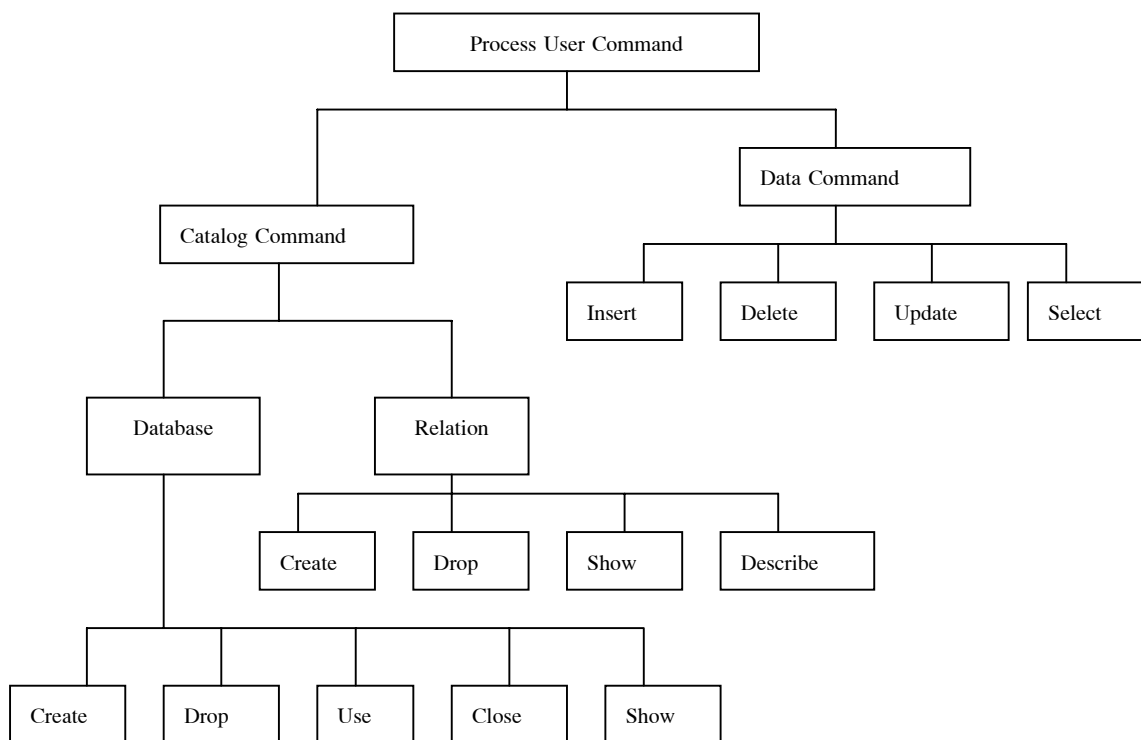 Process User Command
Data Command
Catalog Command
Insert
Delete
Update
Select
Database
Relation
Create
Drop
Show
Describe
Create
Drop
Use
Close
Show